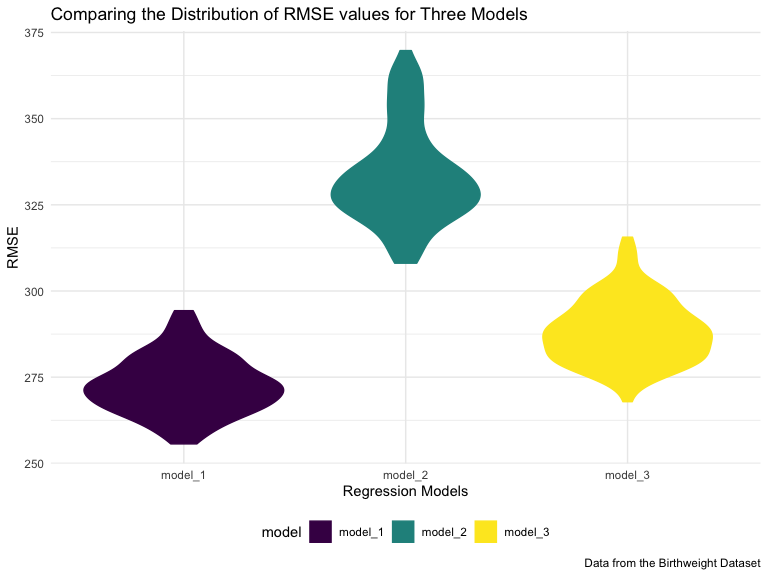 Comparing the Distribution of RMSE values for Three Models
375
350
325
300
275
250
RMSE
model_1 model_2 model_3
Regression Models
model model_1 model_2 model_3
Data from the Birthweight Dataset